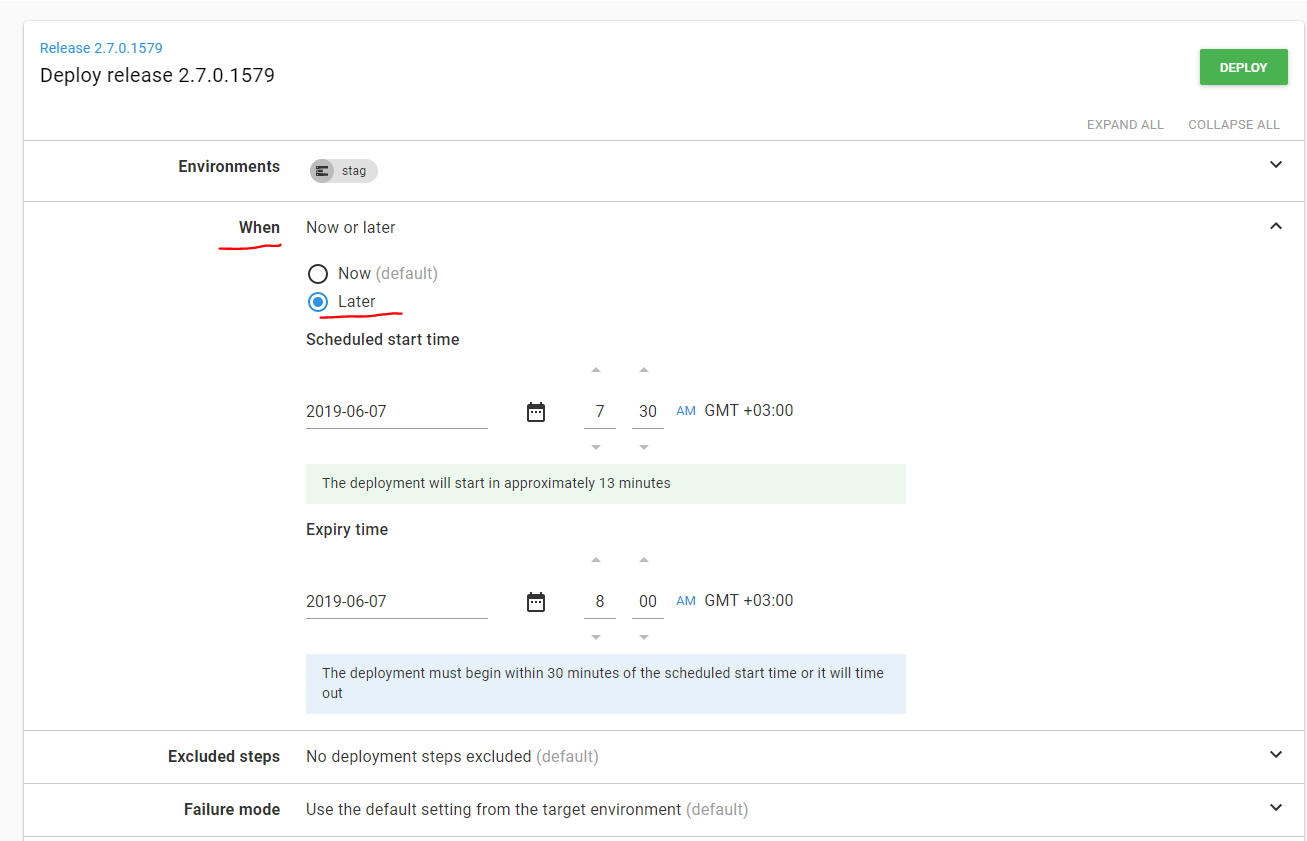 Release 2.7.0.1579
Deploy release 2.7.0.1579
DEPLOY
EXPAND ALL COLLAPSE ALL
Environments stag
When Now or later
Now (default)
Later
Scheduled start time
2019-06-07 7 30 AM GMT +03:00
The deployment will start in approximately 13 minutes
Expiry time
2019-06-07 8 00 AM GMT +03:00
The deployment must begin within 30 minutes of the scheduled start time or it will time
out
Excluded steps No deployment steps excluded (default)
Failure mode Use the default setting from the target environment (default)